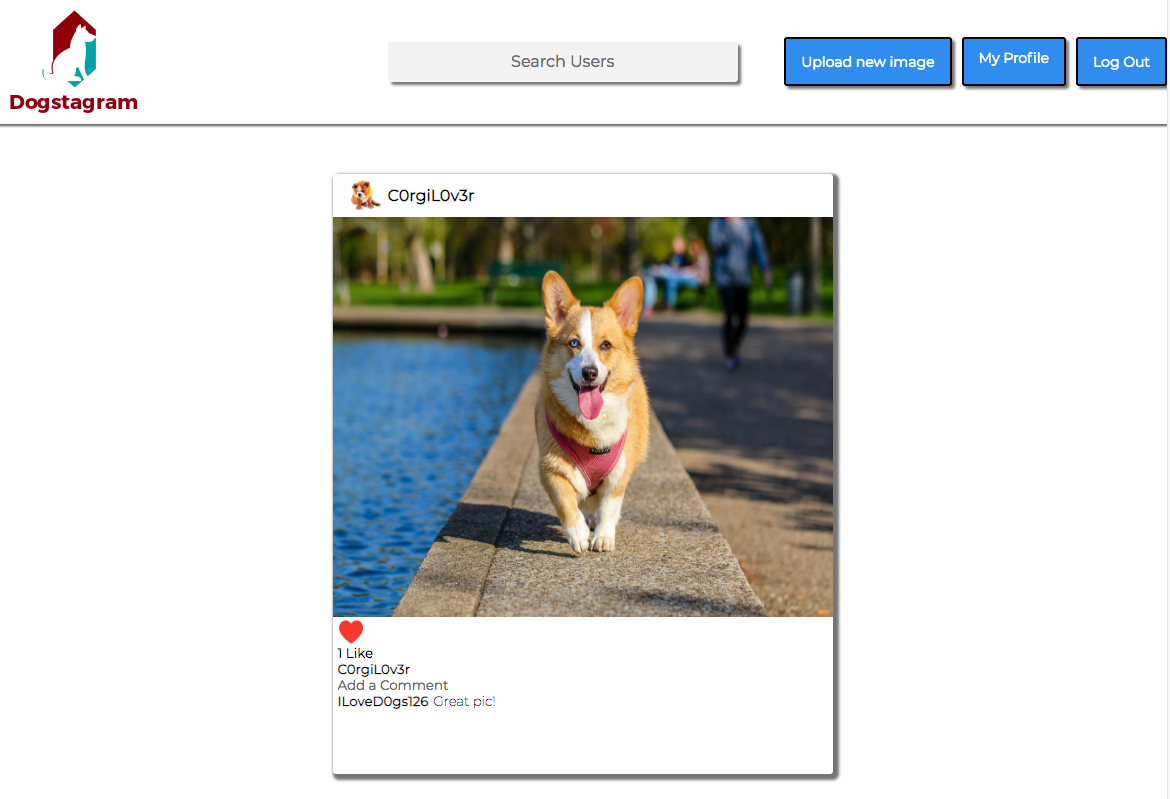 Dogstagram
Search Users
Upload new image
My Profile
Log Out
C0rgiL0v3r
1 Like
C0rgiL0v3r
Add a Comment
ILoveD0gs126 Great pic!